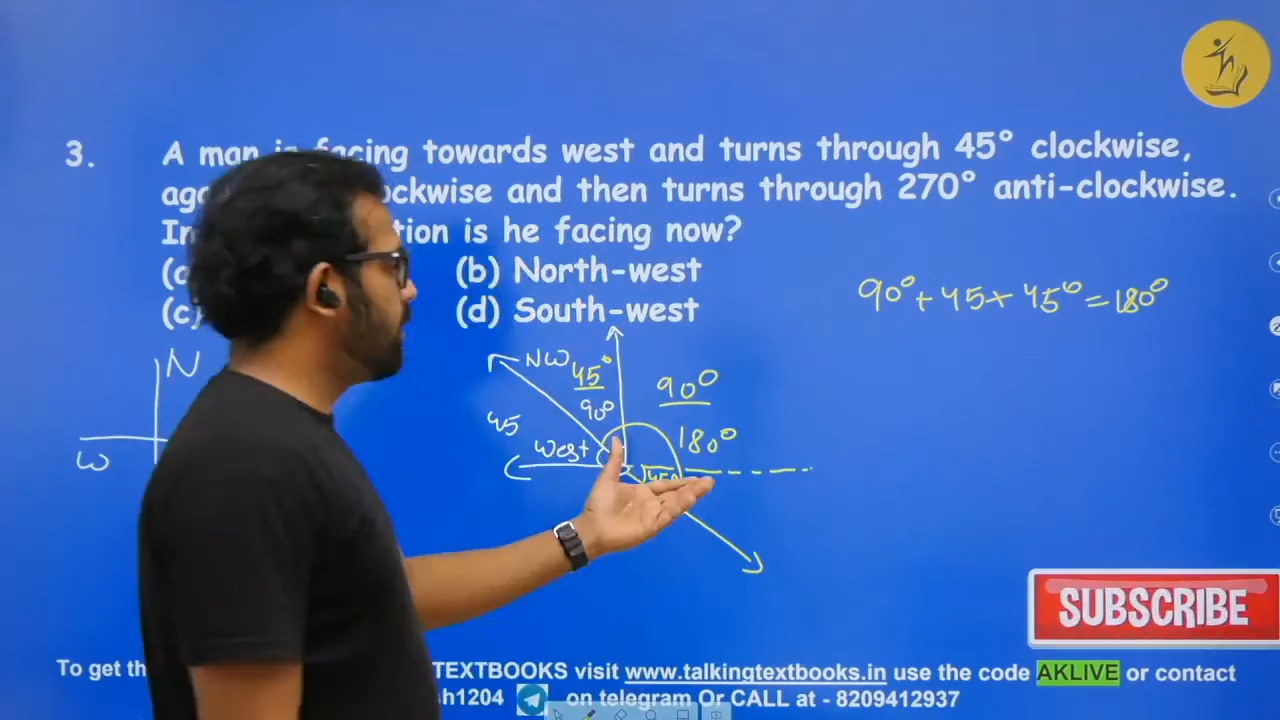 3. A man is facing towards west and turns through 45° clockwise,
ockwise and then turns through 270° anti-clockwise.
In tion is he facing now?
(b) North-west
(d) South-west
90°+45+45°=180°
N
W
NW 45°
90°
45
West
90°
180°
45°
SUBSCRIBE
To get th TEXTBOOKS visit www.talkingtextbooks.in use the code AKLIVE or contact
sh1204 on telegram Or CALL at - 8209412937